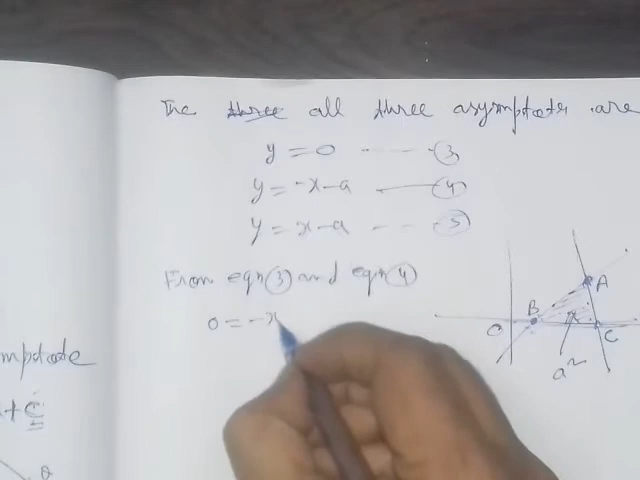 mptote
+ C
θ
The three all three asymptotes are
y = 0 ---- (3)
y = -x-a —— (4)
y = x-a --- (5)
From eqn (3) and eqn (4)
0 = -x
A
B
O
C
a²